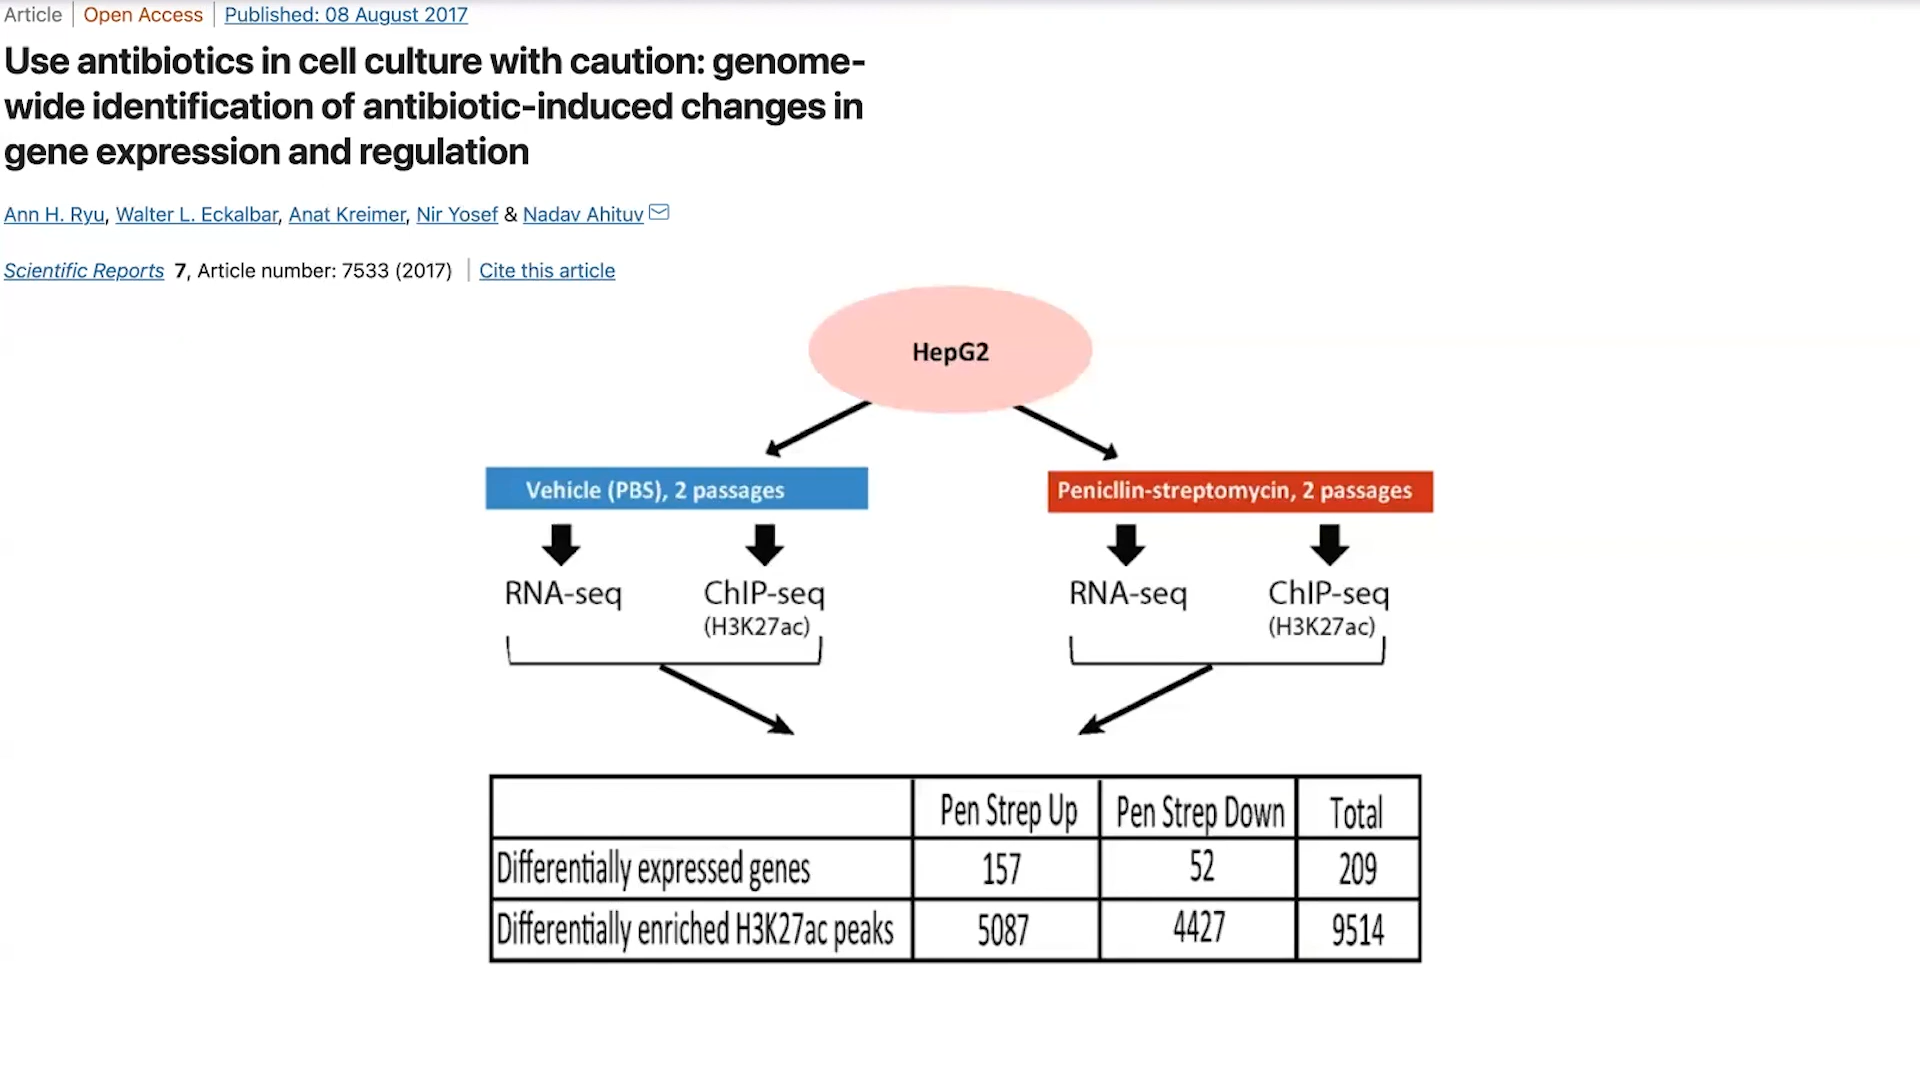 Article | Open Access | Published: 08 August 2017
Use antibiotics in cell culture with caution: genome-
wide identification of antibiotic-induced changes in
gene expression and regulation
Ann H. Ryu, Walter L. Eckalbar, Anat Kreimer, Nir Yosef & Nadav Ahituv
Scientific Reports 7, Article number: 7533 (2017) | Cite this article
HepG2
Vehicle (PBS), 2 passages
Penicllin-streptomycin, 2 passages
RNA-seq ChIP-seq RNA-seq ChIP-seq
(H3K27ac) (H3K27ac)
Pen Strep Up Pen Strep Down Total
Differentially expressed genes 157 52 209
Differentially enriched H3K27ac peaks 5087 4427 9514